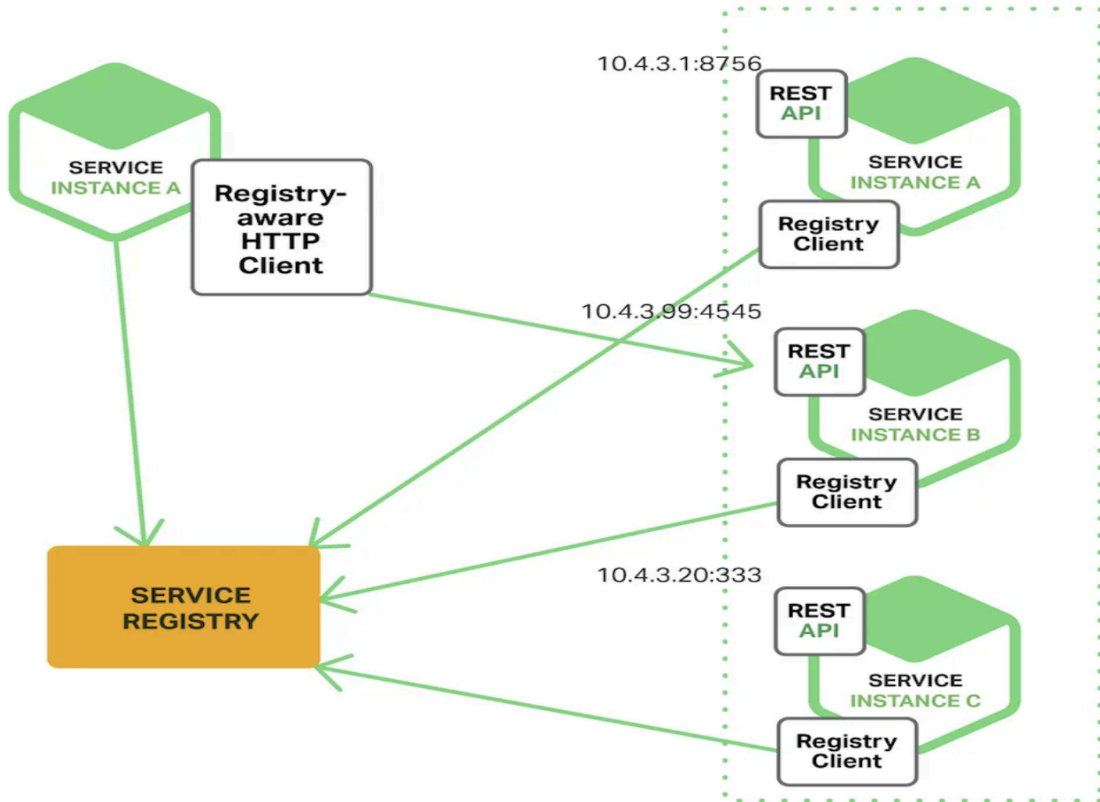 SERVICE
INSTANCE A
Registry-
aware
HTTP
Client
SERVICE
REGISTRY
10.4.3.1:8756
REST
API
SERVICE
INSTANCE A
Registry
Client
10.4.3.99:4545
REST
API
SERVICE
INSTANCE B
Registry
Client
10.4.3.20:333
REST
API
SERVICE
INSTANCE C
Registry
Client